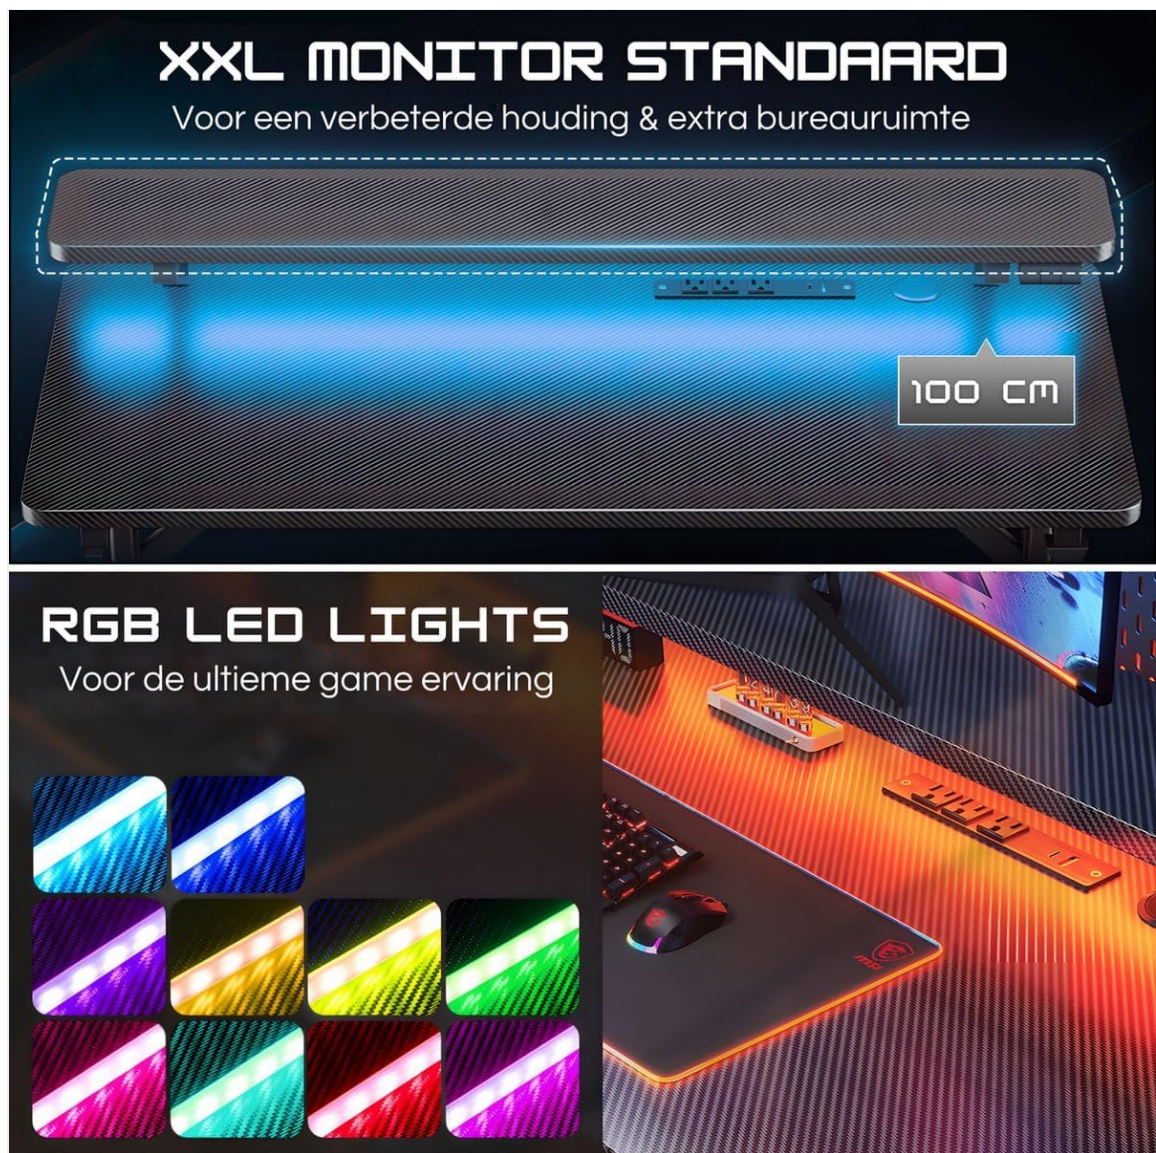 XXL MONITOR STANDAARD
Voor een verbeterde houding & extra bureauruimte
100 CM
RGB LED LIGHTS
Voor de ultieme game ervaring
msi